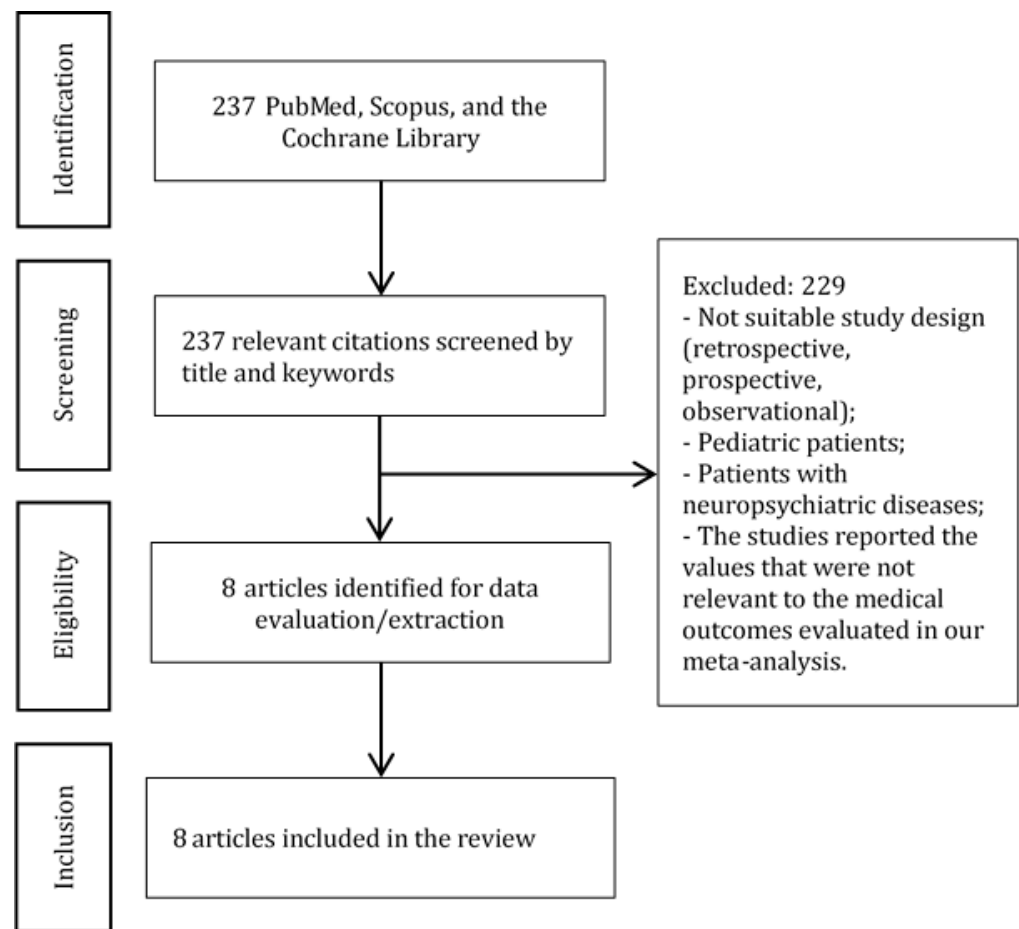 Identification
237 PubMed, Scopus, and the
Cochrane Library
Screening
237 relevant citations screened by
title and keywords
Excluded: 229
- Not suitable study design
(retrospective,
prospective,
observational);
- Pediatric patients;
- Patients with
neuropsychiatric diseases;
- The studies reported the
values that were not
relevant to the medical
outcomes evaluated in our
meta-analysis.
Eligibility
8 articles identified for data
evaluation/extraction
Inclusion
8 articles included in the review